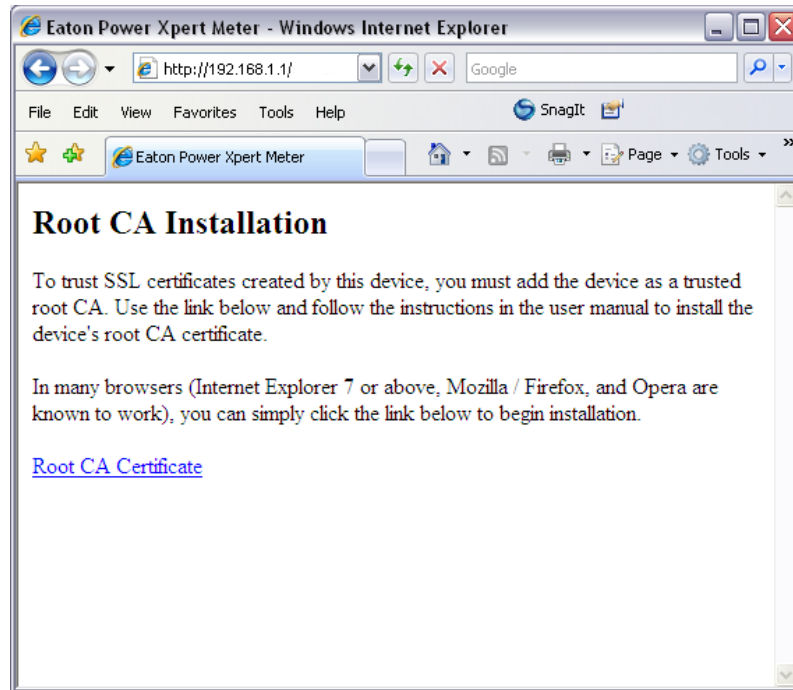 Eaton Power Xpert Meter - Windows Internet Explorer
http://192.168.1.1/
Google
File Edit View Favorites Tools Help
SnagIt
Eaton Power Xpert Meter
Page
Tools
Root CA Installation
To trust SSL certificates created by this device, you must add the device as a trusted
root CA. Use the link below and follow the instructions in the user manual to install the
device's root CA certificate.
In many browsers (Internet Explorer 7 or above, Mozilla / Firefox, and Opera are
known to work), you can simply click the link below to begin installation.
Root CA Certificate